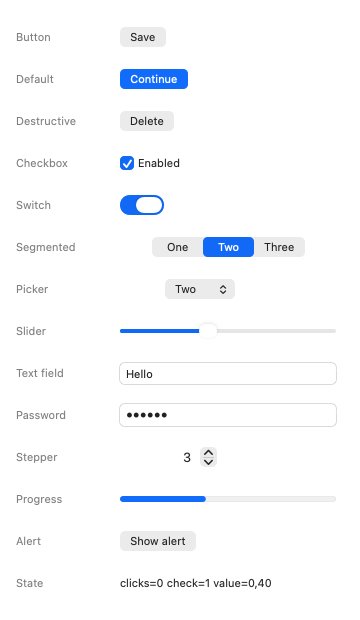 Button Save
Default Continue
Destructive Delete
Checkbox Enabled
Switch
Segmented One Two Three
Picker Two
Slider
Text field Hello
Password ••••••
Stepper 3
Progress
Alert Show alert
State clicks=0 check=1 value=0,40